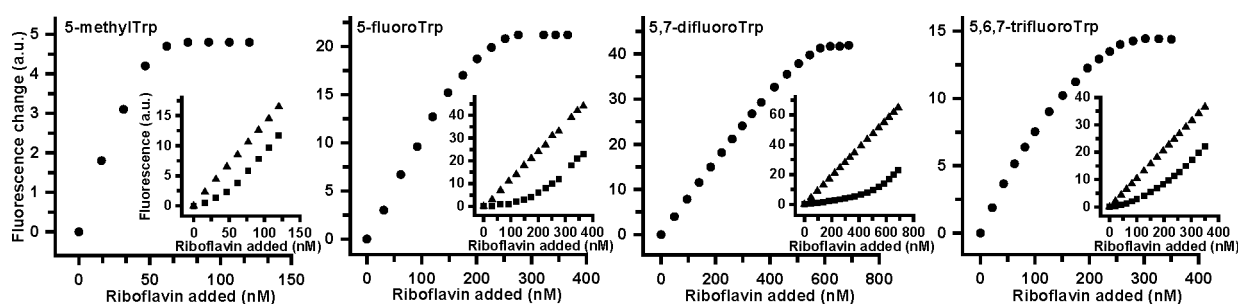 5-methylTrp
Fluorescence change (a.u.)
5
4
3
2
1
0
0 50 100 150
Riboflavin added (nM)
Fluorescence (a.u.)
15
10
5
0
0 50 100 150
Riboflavin added (nM)
5-fluoroTrp
20
15
10
5
0
0 100 200 300 400
Riboflavin added (nM)
40
30
20
10
0
0 100 200 300 400
Riboflavin added (nM)
5,7-difluoroTrp
40
30
20
10
0
0 200 400 600 800
Riboflavin added (nM)
60
40
20
0
0 200 400 600 800
Riboflavin added (nM)
5,6,7-trifluoroTrp
15
10
5
0
0 100 200 300 400
Riboflavin added (nM)
40
30
20
10
0
0 100 200 300 400
Riboflavin added (nM)